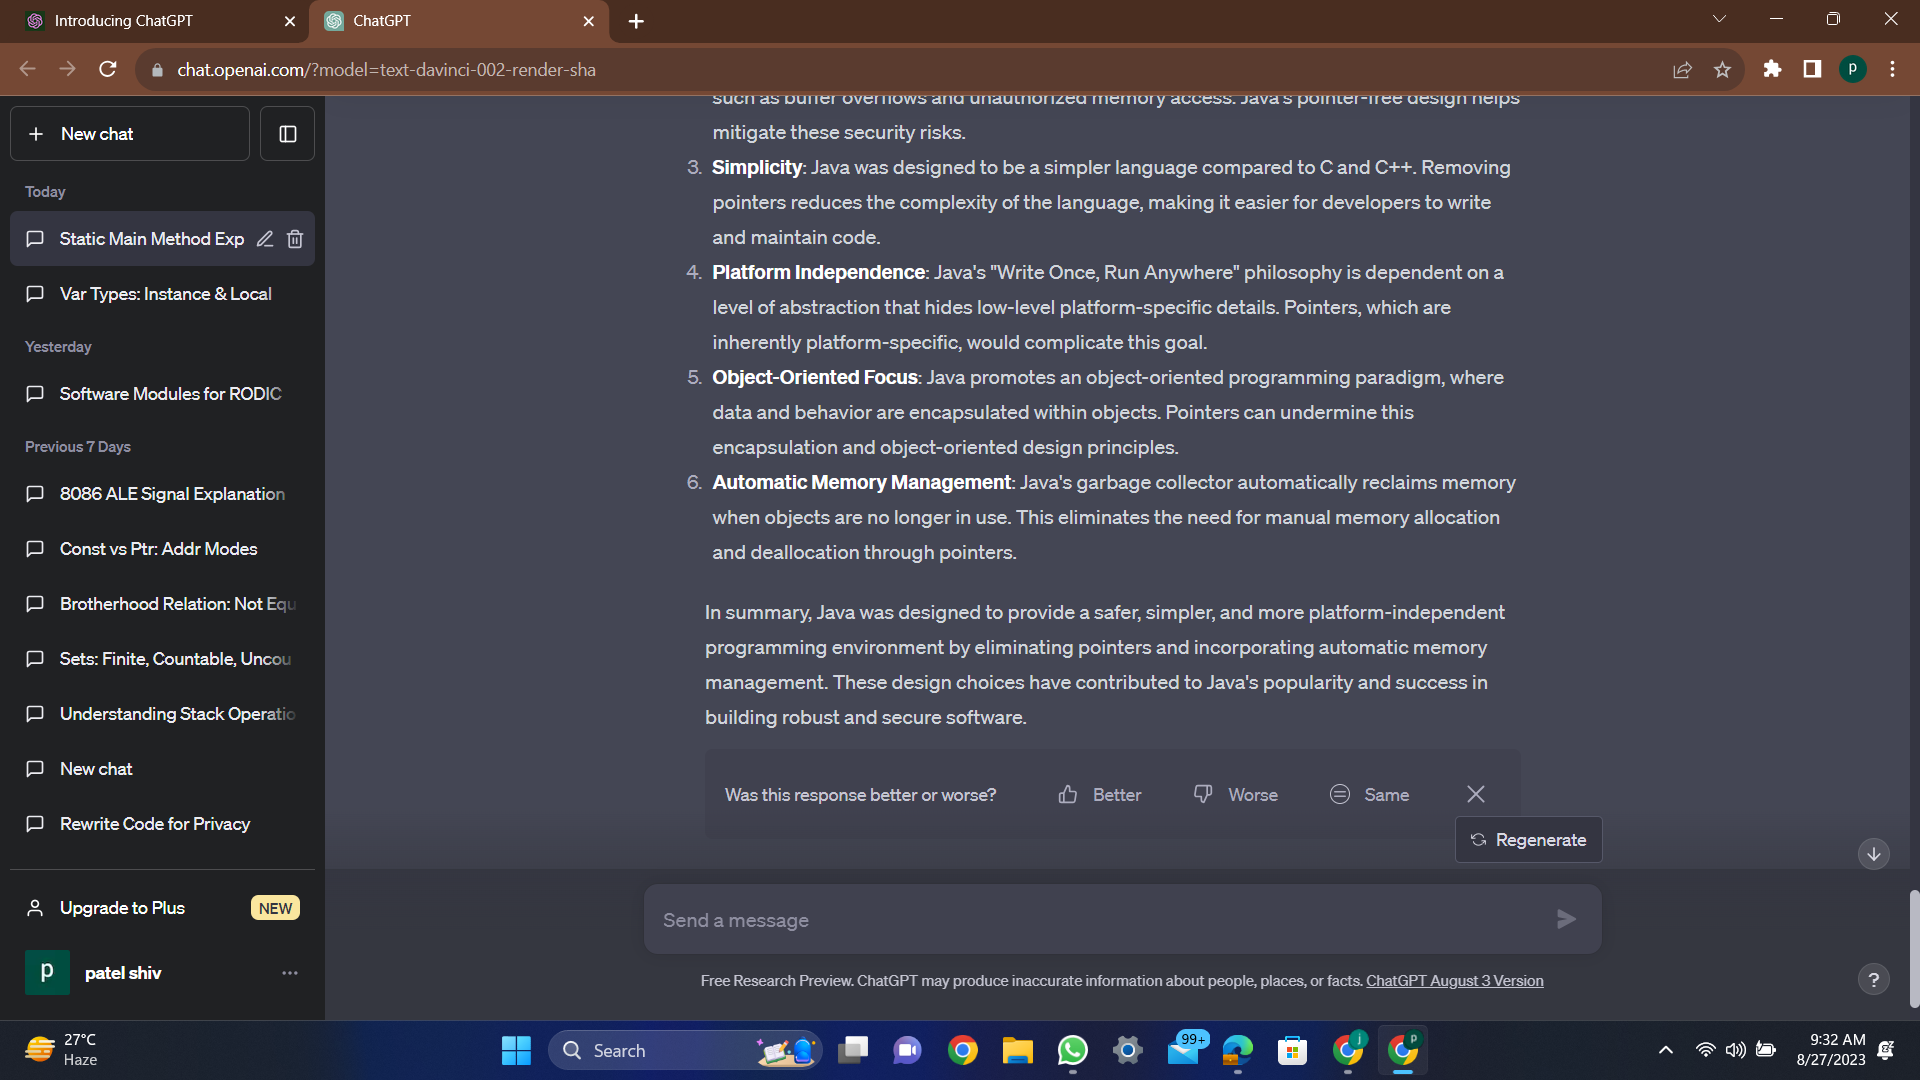 Introducing ChatGPT
ChatGPT
chat.openai.com/?model=text-davinci-002-render-sha
p
New chat
Today
Static Main Method Exp
Var Types: Instance & Local
Yesterday
Software Modules for RODIC
Previous 7 Days
8086 ALE Signal Explanation
Const vs Ptr: Addr Modes
Brotherhood Relation: Not Equ
Sets: Finite, Countable, Uncou
Understanding Stack Operatio
New chat
Rewrite Code for Privacy
Upgrade to Plus NEW
p patel shiv
such as buffer overflows and unauthorized memory access. Java's pointer-free design helps
mitigate these security risks.
3. Simplicity: Java was designed to be a simpler language compared to C and C++. Removing
pointers reduces the complexity of the language, making it easier for developers to write
and maintain code.
4. Platform Independence: Java's "Write Once, Run Anywhere" philosophy is dependent on a
level of abstraction that hides low-level platform-specific details. Pointers, which are
inherently platform-specific, would complicate this goal.
5. Object-Oriented Focus: Java promotes an object-oriented programming paradigm, where
data and behavior are encapsulated within objects. Pointers can undermine this
encapsulation and object-oriented design principles.
6. Automatic Memory Management: Java's garbage collector automatically reclaims memory
when objects are no longer in use. This eliminates the need for manual memory allocation
and deallocation through pointers.
In summary, Java was designed to provide a safer, simpler, and more platform-independent
programming environment by eliminating pointers and incorporating automatic memory
management. These design choices have contributed to Java's popularity and success in
building robust and secure software.
Was this response better or worse? Better Worse Same
Regenerate
Send a message
Free Research Preview. ChatGPT may produce inaccurate information about people, places, or facts. ChatGPT August 3 Version
?
27°C
Haze
Search
99+
j
p
9:32 AM
8/27/2023